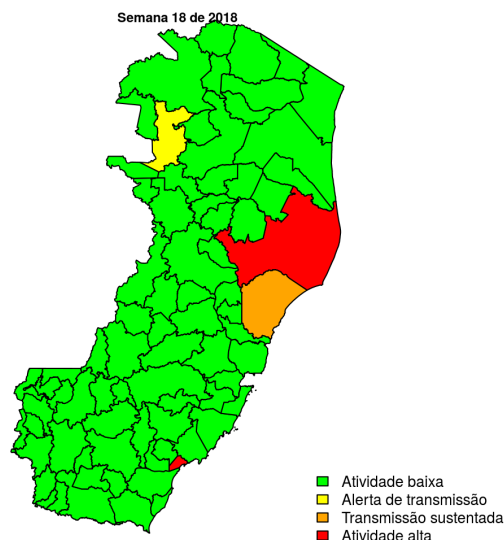 Semana 18 de 2018
Atividade baixa
Alerta de transmissão
Transmissão sustentada
Atividade alta